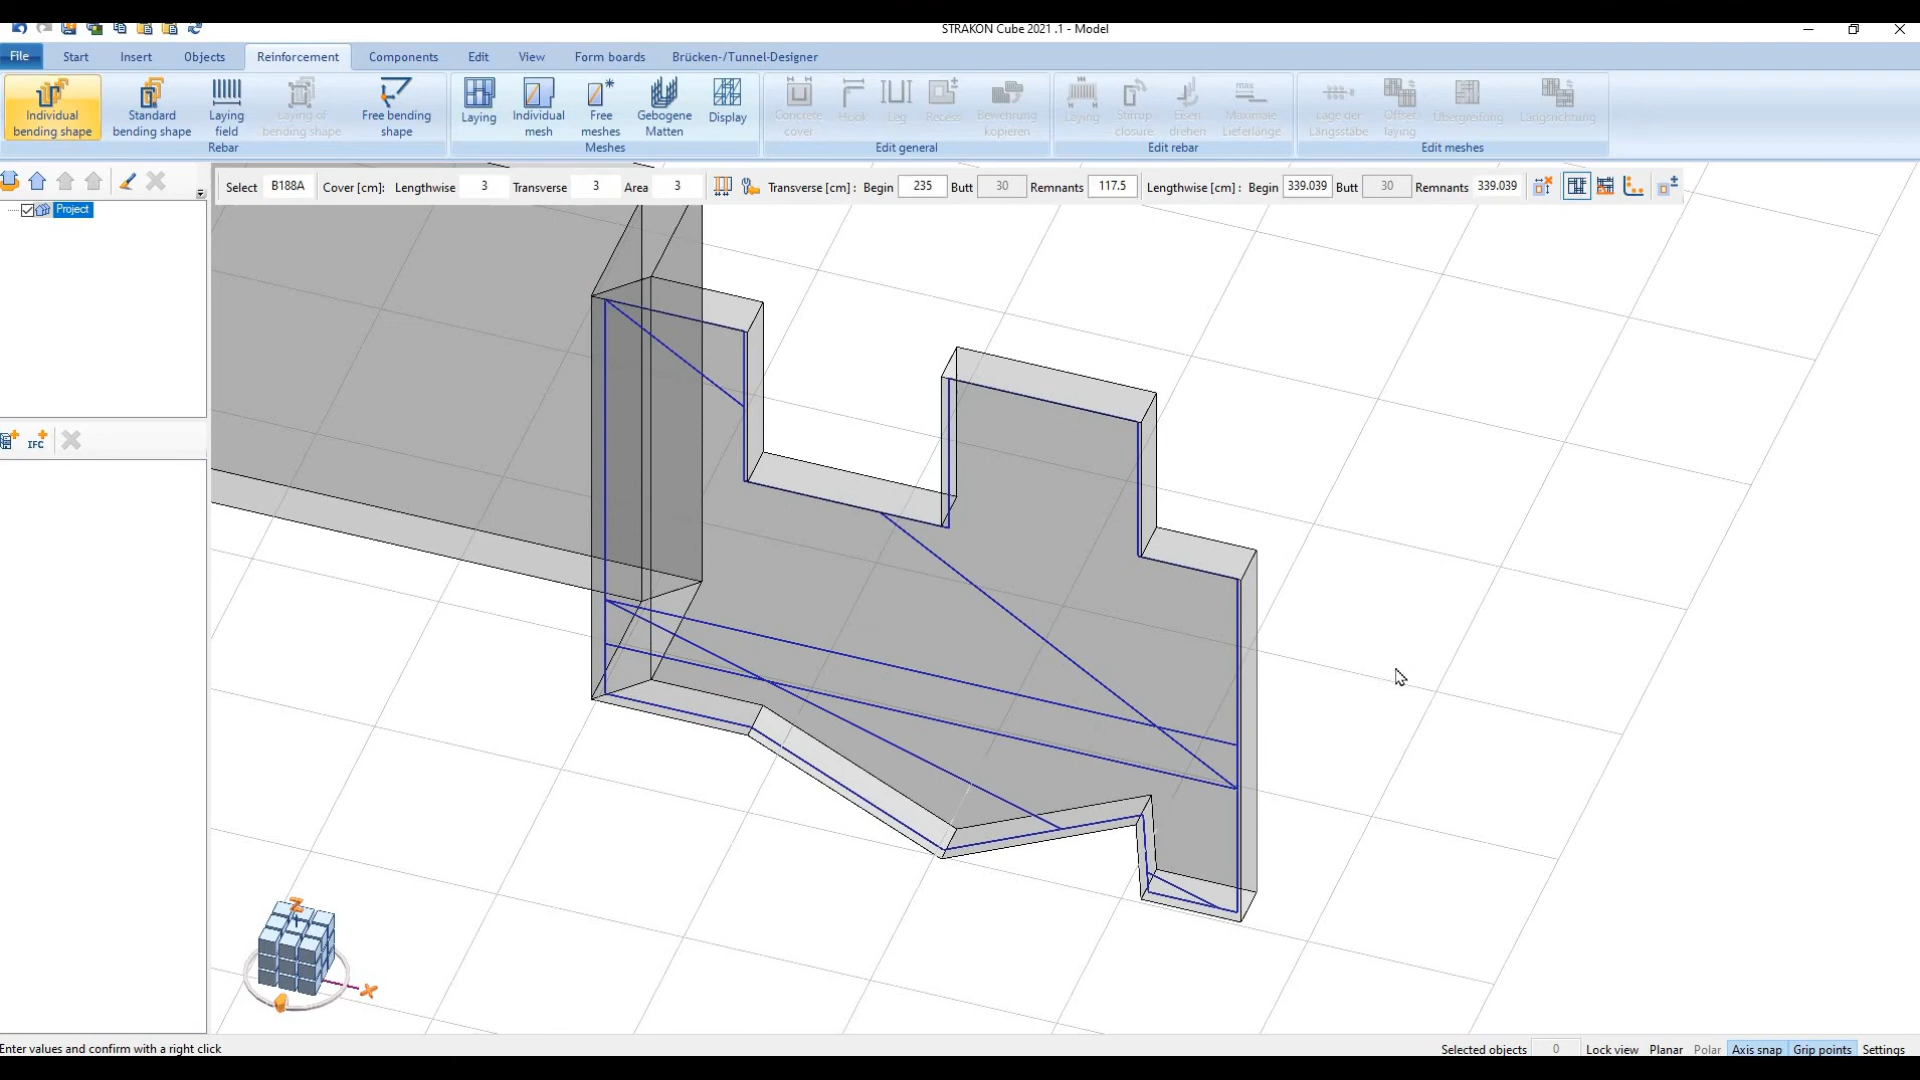 STRAKON Cube 2021 .1 - Model
File Start Insert Objects Reinforcement Components Edit View Form boards Brücken-/Tunnel-Designer
Individual bending shape
Standard bending shape
Laying field
Laying of bending shape
Free bending shape
Rebar
Laying
Individual mesh
Free meshes
Gebogene Matten
Display
Meshes
Concrete cover
Hook
Leg
Recess
Bewehrung kopieren
Edit general
Laying
Stirrup closure
Eisen drehen
Maximale Lieferlänge
max
Edit rebar
Lage der Längsstäbe
Offset laying
Übergreifung
Längsrichtung
Edit meshes
Select B188A Cover [cm]: Lengthwise 3 Transverse 3 Area 3 Transverse [cm] : Begin 235 Butt 30 Remnants 117.5 Lengthwise [cm] : Begin 339.039 Butt 30 Remnants 339.039
Project
IFC
Z
X
Enter values and confirm with a right click
Selected objects 0 Lock view Planar Polar Axis snap Grip points Settings